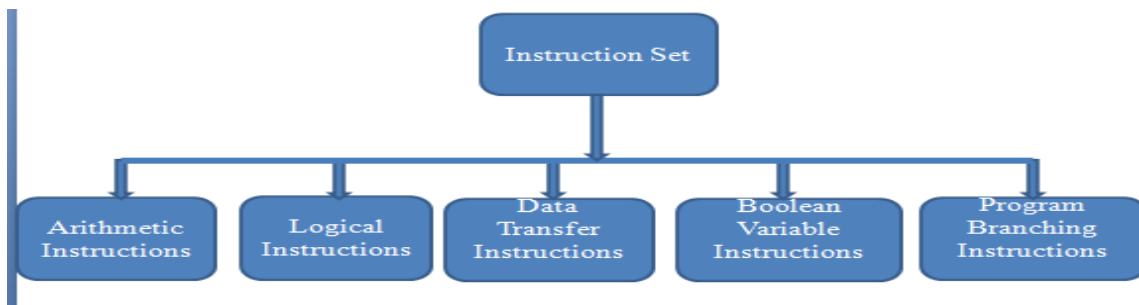 Instruction Set
Arithmetic
Instructions
Logical
Instructions
Data
Transfer
Instructions
Boolean
Variable
Instructions
Program
Branching
Instructions